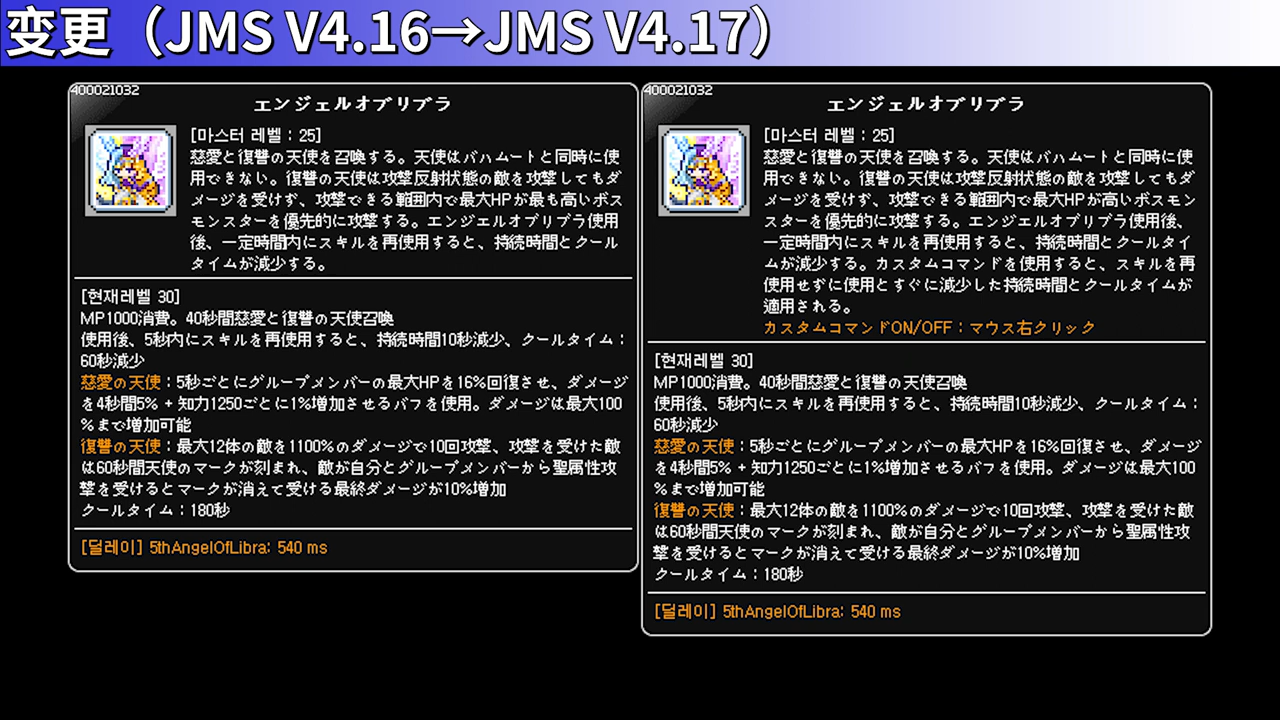 変更（JMS V4.16→JMS V4.17）
400021032
エンジェルオブリブラ
[마스터 레벨 : 25]
慈愛と復讐の天使を召喚する。天使はバハムートと同時に使
用できない。復讐の天使は攻撃反射状態の敵を攻撃してもダ
メージを受けず、攻撃できる範囲内で最大HPが最も高いボス
モンスターを優先的に攻撃する。エンジェルオブリブラ使用
後、一定時間内にスキルを再使用すると、持続時間とクール
タイムが減少する。
[현재레벨 30]
MP1000消費。40秒間慈愛と復讐の天使召喚
使用後、5秒内にスキルを再使用すると、持続時間10秒減少、クールタイム：
60秒減少
慈愛の天使：5秒ごとにグループメンバーの最大HPを16%回復させ、ダメージ
を4秒間5% + 知力1250ごとに1%増加させるバフを使用。ダメージは最大100
%まで増加可能
復讐の天使：最大12体の敵を1100%のダメージで10回攻撃、攻撃を受けた敵
は60秒間天使のマークが刻まれ、敵が自分とグループメンバーから聖属性攻
撃を受けるとマークが消えて受ける最終ダメージが10%増加
クールタイム：180秒
[딜레이] 5thAngelOfLibra: 540 ms
400021032
エンジェルオブリブラ
[마스터 레벨 : 25]
慈愛と復讐の天使を召喚する。天使はバハムートと同時に使
用できない。復讐の天使は攻撃反射状態の敵を攻撃してもダ
メージを受けず、攻撃できる範囲内で最大HPが高いボスモン
スターを優先的に攻撃する。エンジェルオブリブラ使用後、
一定時間内にスキルを再使用すると、持続時間とクールタイ
ムが減少する。カスタムコマンドを使用すると、スキルを再
使用せずに使用とすぐに減少した持続時間とクールタイムが
適用される。
カスタムコマンドON/OFF：マウス右クリック
[현재레벨 30]
MP1000消費。40秒間慈愛と復讐の天使召喚
使用後、5秒内にスキルを再使用すると、持続時間10秒減少、クールタイム：
60秒減少
慈愛の天使：5秒ごとにグループメンバーの最大HPを16%回復させ、ダメージ
を4秒間5% + 知力1250ごとに1%増加させるバフを使用。ダメージは最大100
%まで増加可能
復讐の天使：最大12体の敵を1100%のダメージで10回攻撃、攻撃を受けた敵
は60秒間天使のマークが刻まれ、敵が自分とグループメンバーから聖属性攻
撃を受けるとマークが消えて受ける最終ダメージが10%増加
クールタイム：180秒
[딜레이] 5thAngelOfLibra: 540 ms